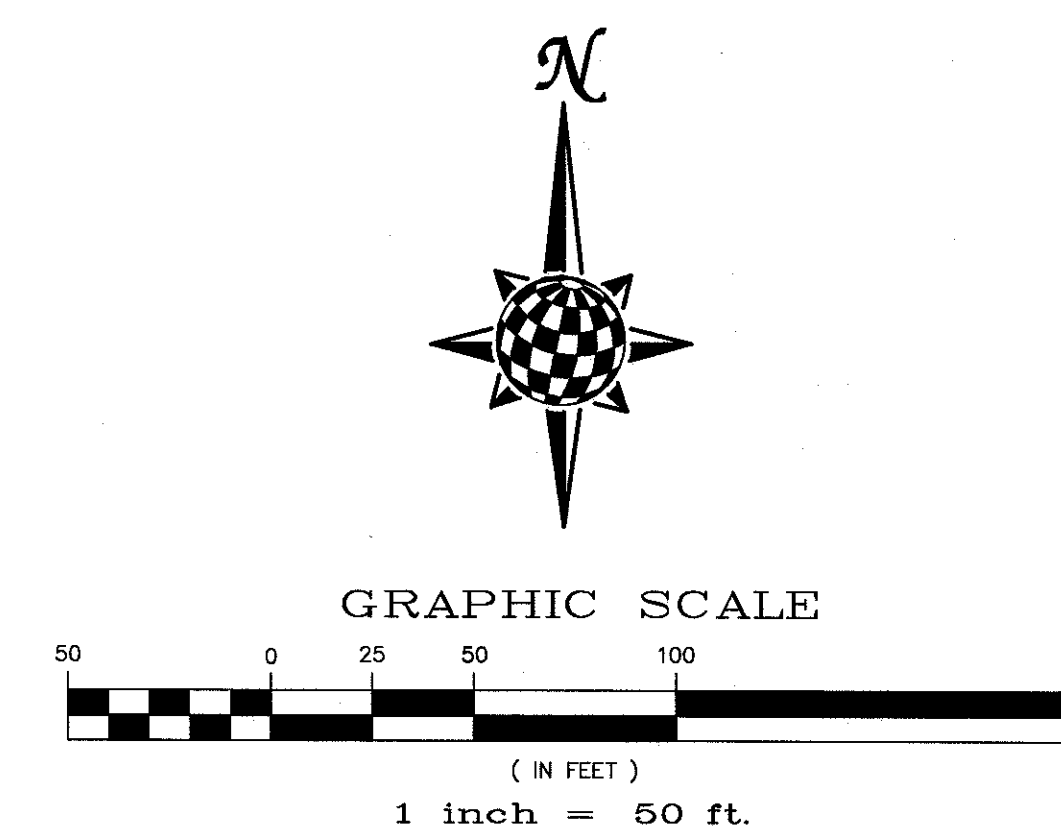 N
GRAPHIC SCALE
50 0 25 50 100
( IN FEET )
1 inch = 50 ft.